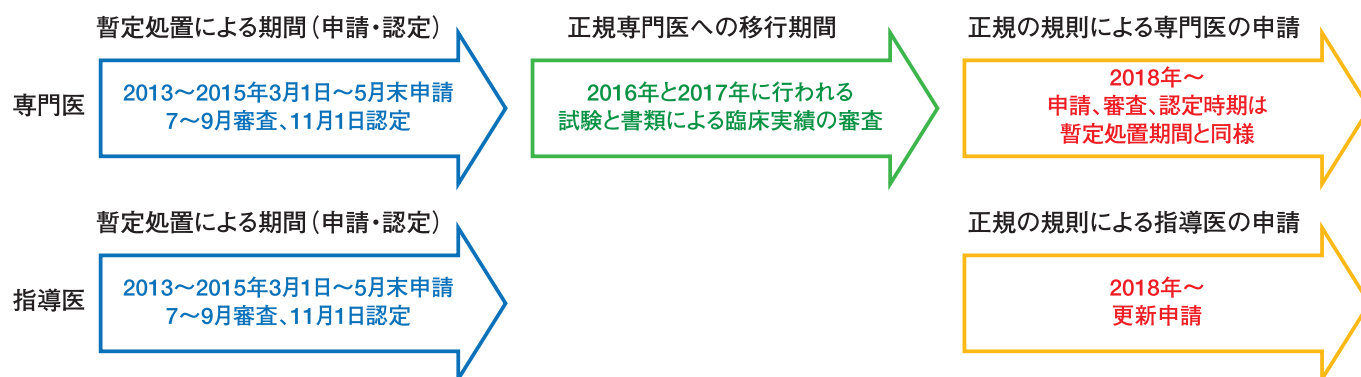 暫定処置による期間（申請・認定）
正規専門医への移行期間
正規の規則による専門医の申請
専門医
2013〜2015年3月1日〜5月末申請
7〜9月審査、11月1日認定
2016年と2017年に行われる
試験と書類による臨床実績の審査
2018年〜
申請、審査、認定時期は
暫定処置期間と同様
暫定処置による期間（申請・認定）
正規の規則による指導医の申請
指導医
2013〜2015年3月1日〜5月末申請
7〜9月審査、11月1日認定
2018年〜
更新申請